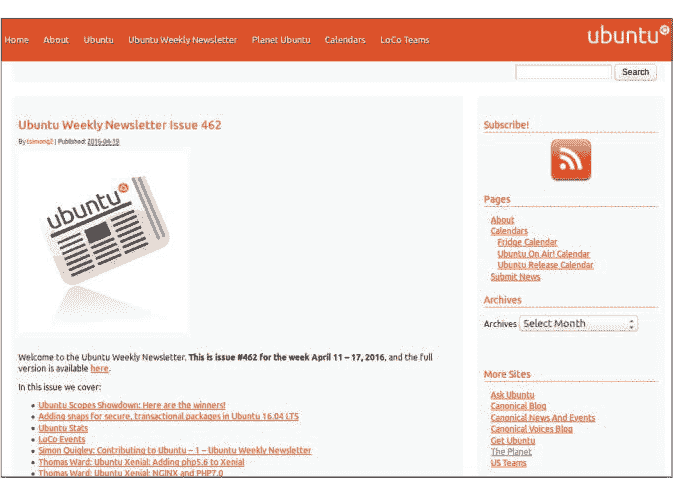 Home About Ubuntu Ubuntu Weekly Newsletter Planet Ubuntu Calendars LoCo Teams
ubuntu
Search
Ubuntu Weekly Newsletter Issue 462
By tsimonq2 | Published: 2016-04-19
ubuntu
Welcome to the Ubuntu Weekly Newsletter. This is issue #462 for the week April 11 – 17, 2016, and the full
version is available here.
In this issue we cover:
Ubuntu Scopes Showdown: Here are the winners!
Adding snaps for secure, transactional packages in Ubuntu 16.04 LTS
Ubuntu Stats
LoCo Events
Simon Quigley: Contributing to Ubuntu – 1 – Ubuntu Weekly Newsletter
Thomas Ward: Ubuntu Xenial: Adding php5.6 to Xenial
Thomas Ward: Ubuntu Xenial: NGINX and PHP7.0
Subscribe!
Pages
About
Calendars
Fridge Calendar
Ubuntu On Air! Calendar
Ubuntu Release Calendar
Submit News
Archives
Archives Select Month
More Sites
Ask Ubuntu
Canonical Blog
Canonical News And Events
Canonical Voices Blog
Get Ubuntu
The Planet
US Teams